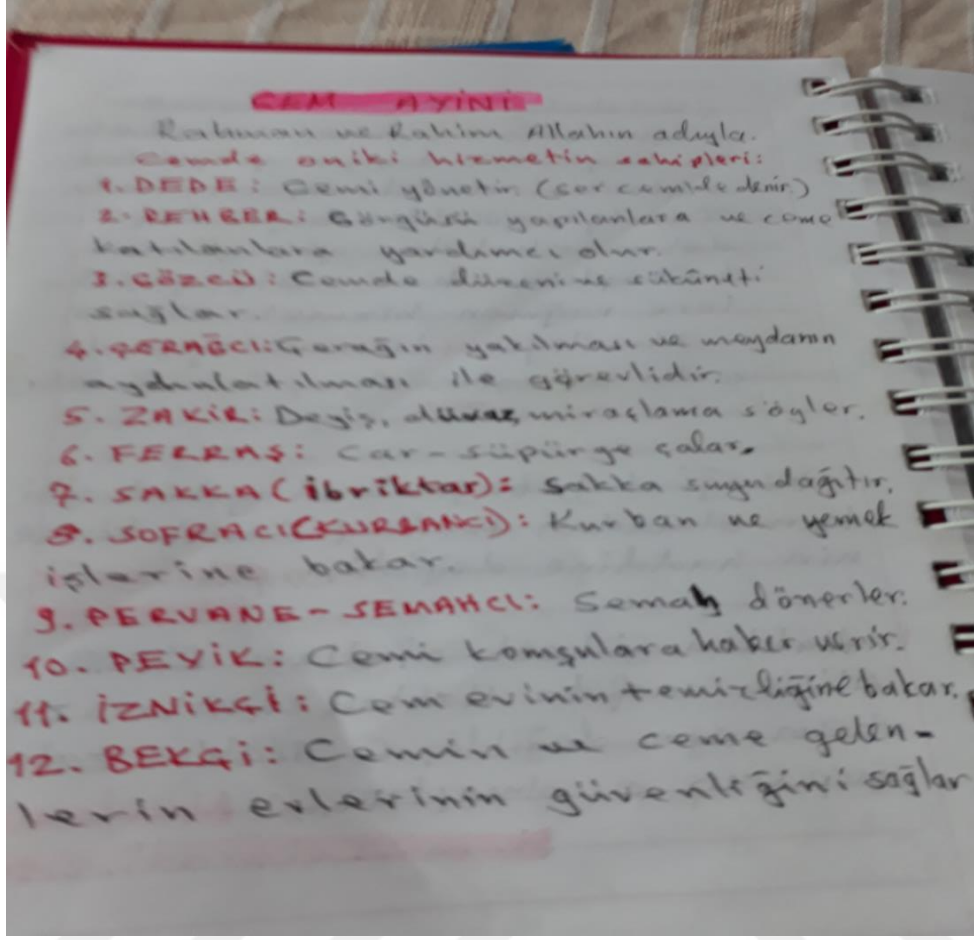 CEM AYİNİ
Rahman ve Rahim Allahın adıyla.
Cemde oniki hizmetin sahipleri:
1. DEDE: Cemi yönetir. (ser cemide denir)
2. REHBER: Görgüsü yapılanlara ve ceme
katılanlara yardımcı olur.
3. GÖZCÜ: Cemde düzeni ve sükûneti
sağlar.
4. ÇERAĞCI: Çerağın yakılması ve meydanın
aydınlatılması ile görevlidir.
5. ZAKİR: Deyiş, düvaz, miraçlama söyler.
6. FERRAŞ: Car-süpürge çalar.
7. SAKKA (ibriktar): Sakka suyu dağıtır.
8. SOFRACI (KURBANCI): Kurban ve yemek
işlerine bakar.
9. PERVANE - SEMAHCI: Semah dönerler.
10. PEYİK: Cemi komşulara haber verir.
11. İZNİKÇİ: Cem evinin temizliğine bakar.
12. BEKÇİ: Cemin ve ceme gelen-
lerin evlerinin güvenliğini sağlar